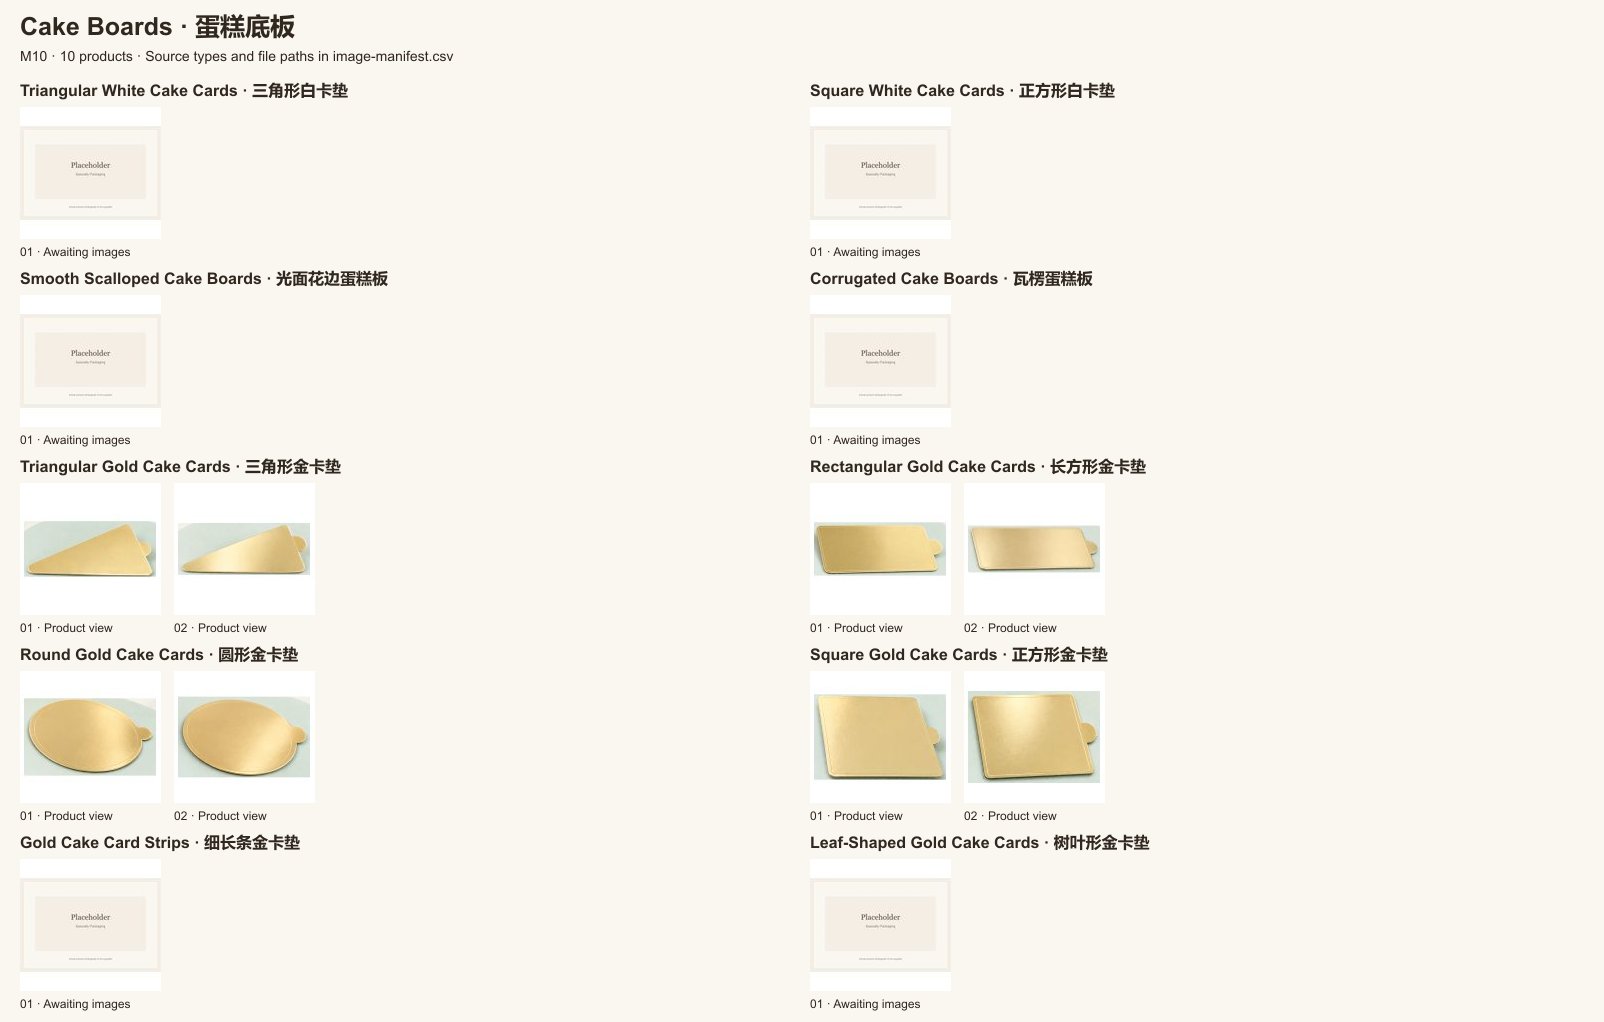 Cake Boards · 蛋糕底板
M10 · 10 products · Source types and file paths in image-manifest.csv
Triangular White Cake Cards · 三角形白卡垫
Placeholder
01 · Awaiting images
Square White Cake Cards · 正方形白卡垫
Placeholder
01 · Awaiting images
Smooth Scalloped Cake Boards · 光面花边蛋糕板
Placeholder
01 · Awaiting images
Corrugated Cake Boards · 瓦楞蛋糕板
Placeholder
01 · Awaiting images
Triangular Gold Cake Cards · 三角形金卡垫
01 · Product view
02 · Product view
Rectangular Gold Cake Cards · 长方形金卡垫
01 · Product view
02 · Product view
Round Gold Cake Cards · 圆形金卡垫
01 · Product view
02 · Product view
Square Gold Cake Cards · 正方形金卡垫
01 · Product view
02 · Product view
Gold Cake Card Strips · 细长条金卡垫
Placeholder
01 · Awaiting images
Leaf-Shaped Gold Cake Cards · 树叶形金卡垫
Placeholder
01 · Awaiting images